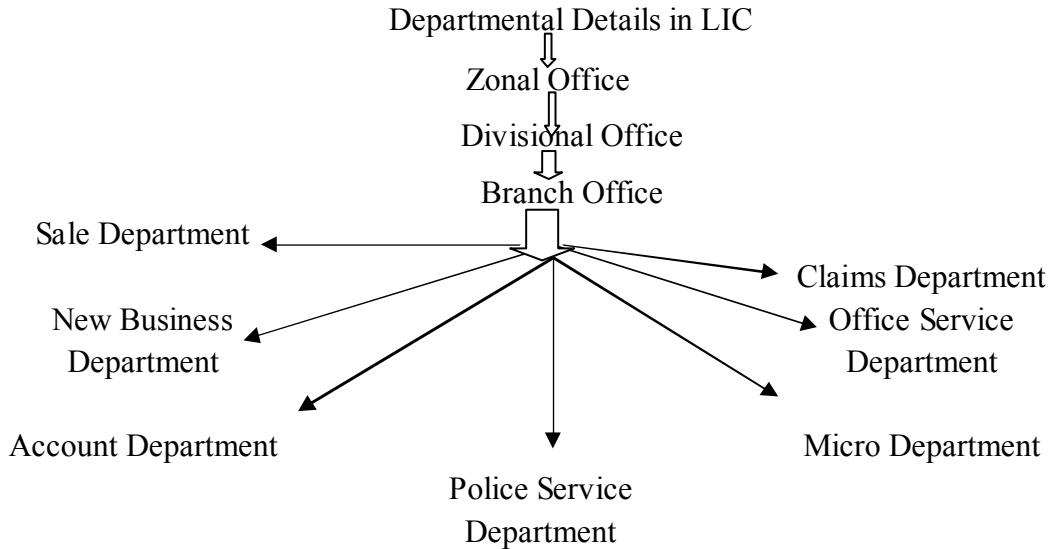 Departmental Details in LIC
Zonal Office
Divisional Office
Branch Office
Sale Department
Claims Department
New Business
Department
Office Service
Department
Account Department
Micro Department
Police Service
Department